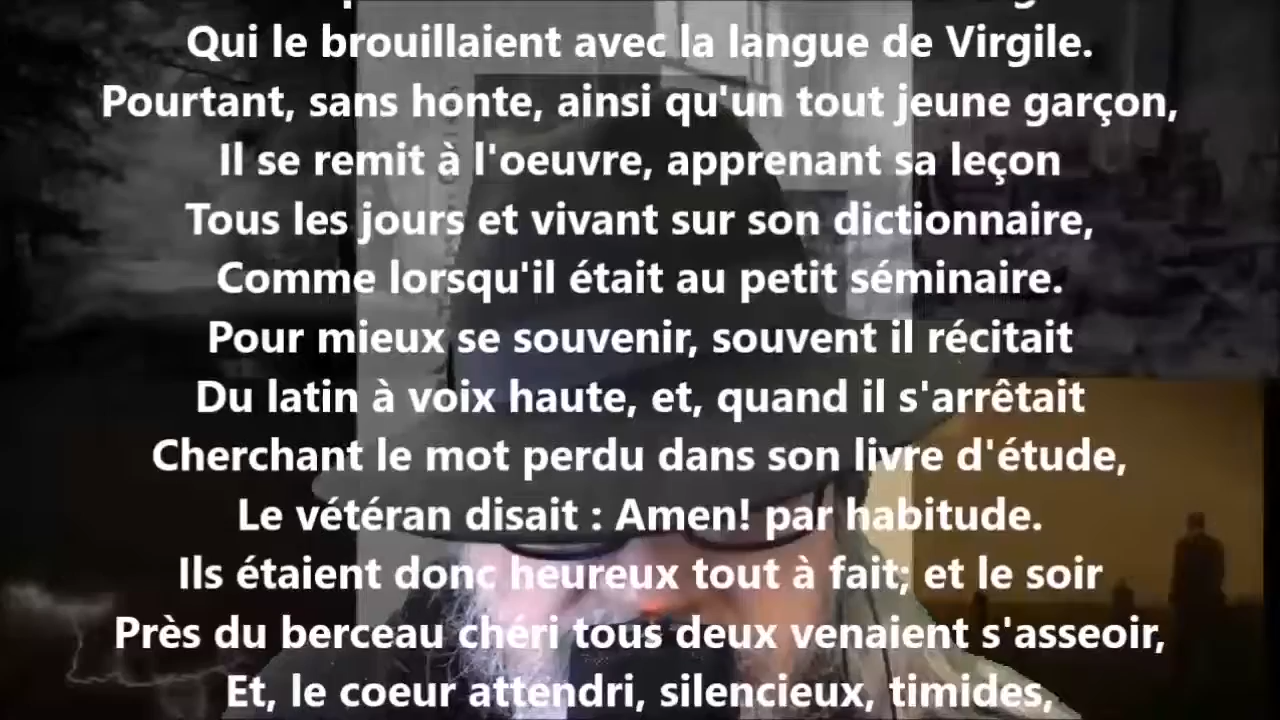 Qui le brouillaient avec la langue de Virgile.
Pourtant, sans honte, ainsi qu'un tout jeune garçon,
Il se remit à l'oeuvre, apprenant sa leçon
Tous les jours et vivant sur son dictionnaire,
Comme lorsqu'il était au petit séminaire.
Pour mieux se souvenir, souvent il récitait
Du latin à voix haute, et, quand il s'arrêtait
Cherchant le mot perdu dans son livre d'étude,
Le vétéran disait : Amen! par habitude.
Ils étaient donc heureux tout à fait; et le soir
Près du berceau chéri tous deux venaient s'asseoir,
Et, le coeur attendri, silencieux, timides,